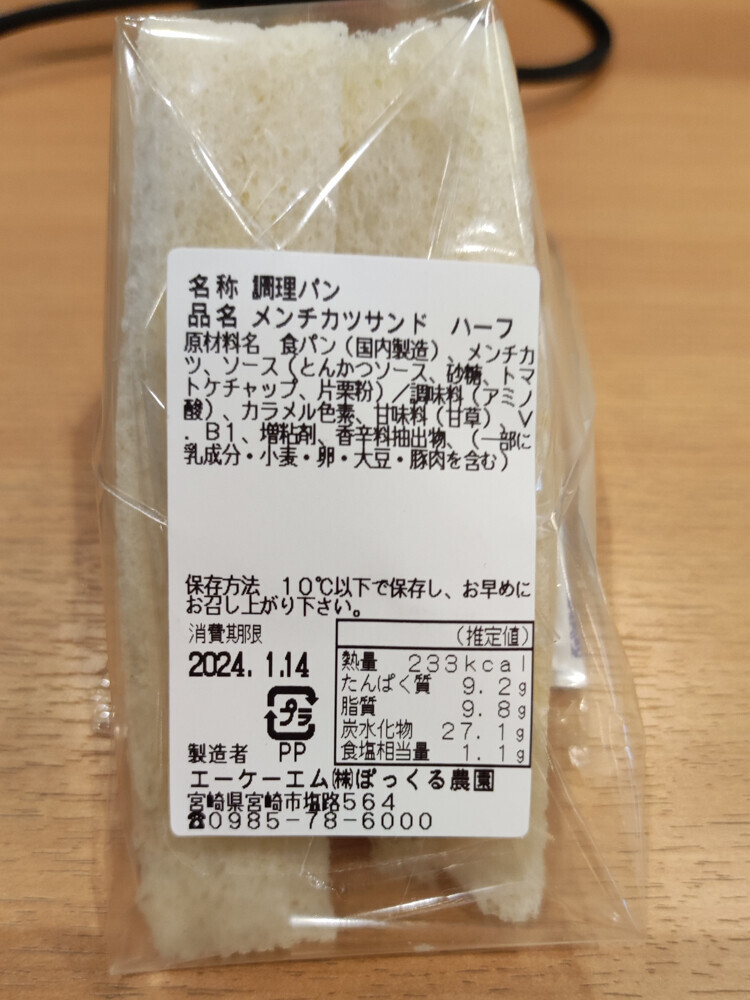 名称 調理パン
品名 メンチカツサンド ハーフ
原材料名 食パン(国内製造)、メンチカ
ツ、ソース(とんかつソース、砂糖、トマ
トケチャップ、片栗粉)/調味料(アミノ
酸)、カラメル色素、甘味料(甘草)、V
.B1、増粘剤、香辛料抽出物、(一部に
乳成分・小麦・卵・大豆・豚肉を含む)
保存方法 10℃以下で保存し、お早めに
お召し上がり下さい。
消費期限
2024. 1.14
プラ
PP
(推定値)
熱量 233kcal
たんぱく質 9.2g
脂質 9.8g
炭水化物 27.1g
食塩相当量 1.1g
製造者
エーケーエム㈱ぽっくる農園
宮崎県宮崎市塩路564
☎0985-78-6000